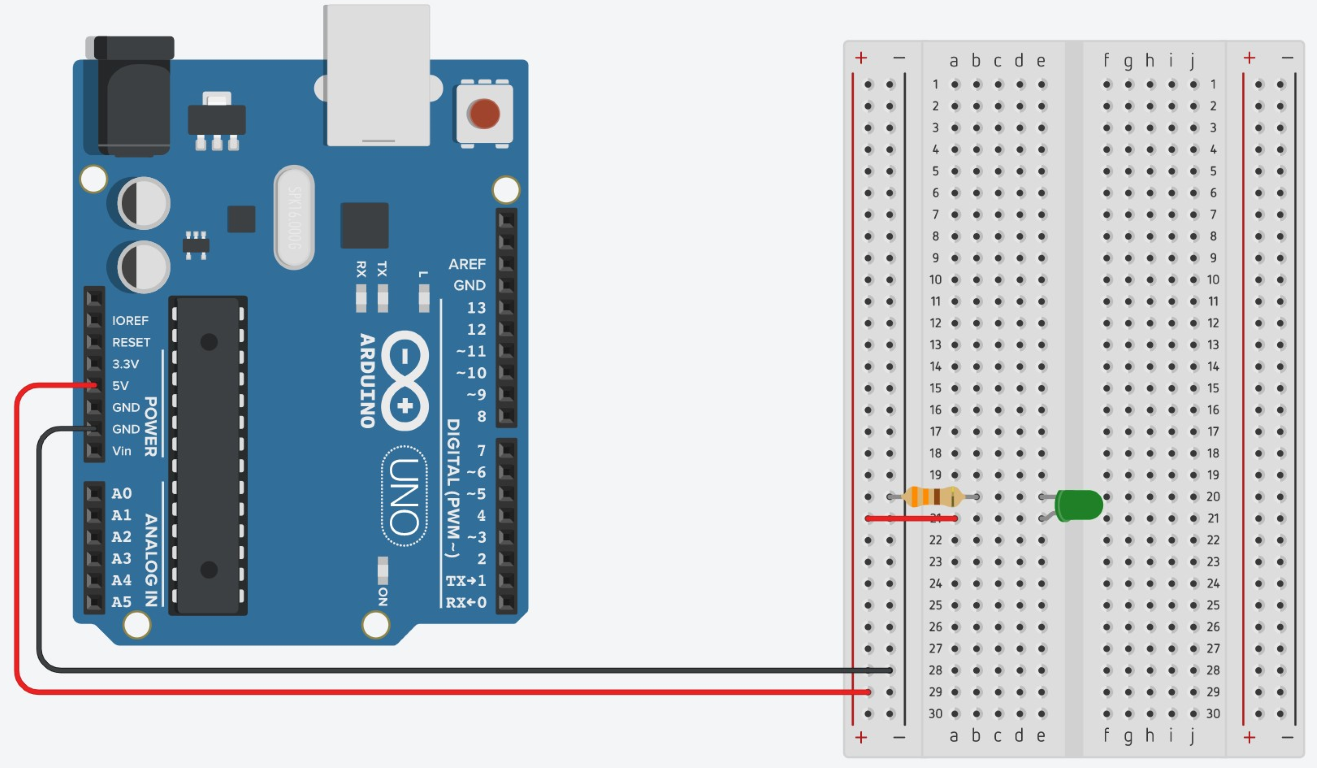 SPK16.000G
RX
TX
L
AREF
GND
13
12
~11
~10
~9
8
7
~6
~5
4
~3
2
TX→1
RX←0
DIGITAL (PWM~)
ARDUINO
UNO
ON
IOREF
RESET
3.3V
5V
GND
GND
Vin
POWER
A0
A1
A2
A3
A4
A5
ANALOG IN
+ − a b c d e f g h i j + −
1 1
2 2
3 3
4 4
5 5
6 6
7 7
8 8
9 9
10 10
11 11
12 12
13 13
14 14
15 15
16 16
17 17
18 18
19 19
20 20
21 21
22 22
23 23
24 24
25 25
26 26
27 27
28 28
29 29
30 30
+ − a b c d e f g h i j + −